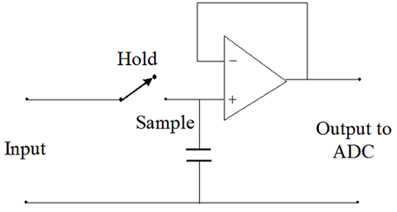 Hold
−
+
Sample
Input
Output to
ADC